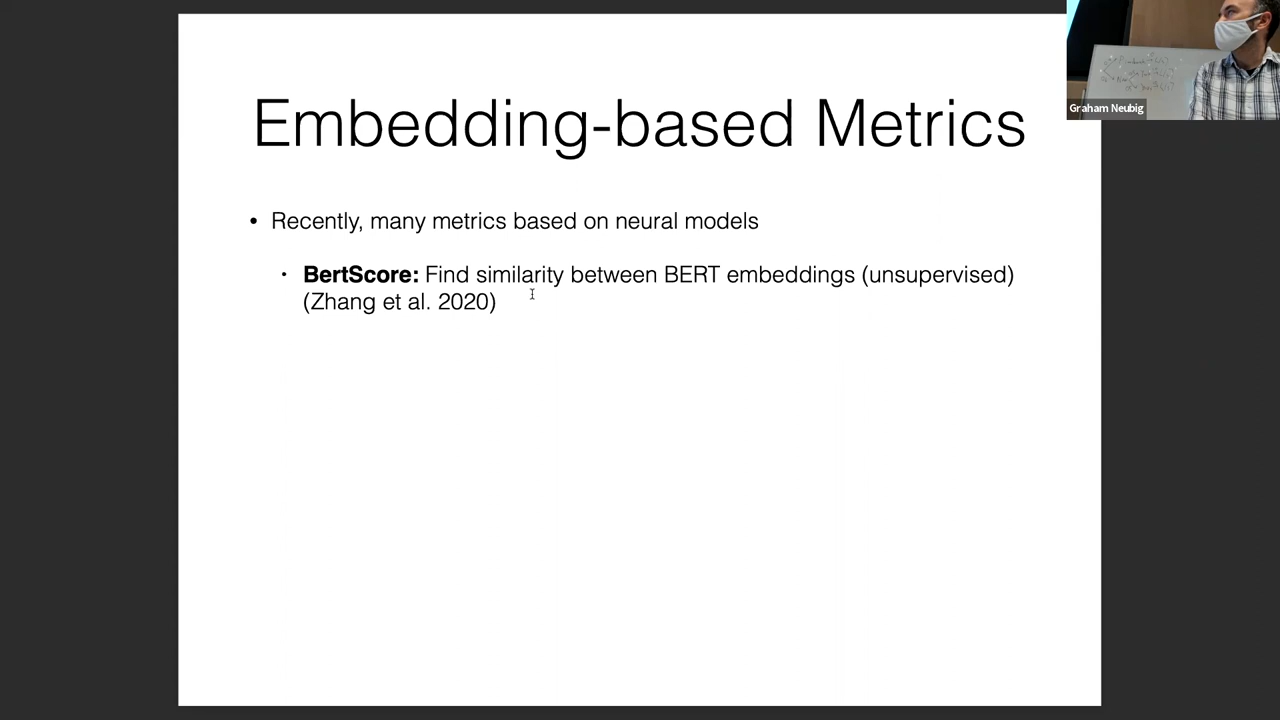 Embedding-based Metrics
• Recently, many metrics based on neural models
• BertScore: Find similarity between BERT embeddings (unsupervised)
(Zhang et al. 2020)
Graham Neubig